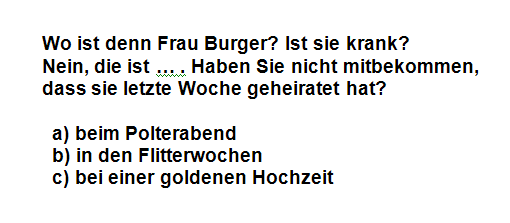 Wo ist denn Frau Burger? Ist sie krank?
Nein, die ist ... . Haben Sie nicht mitbekommen,
dass sie letzte Woche geheiratet hat?
a) beim Polterabend
b) in den Flitterwochen
c) bei einer goldenen Hochzeit